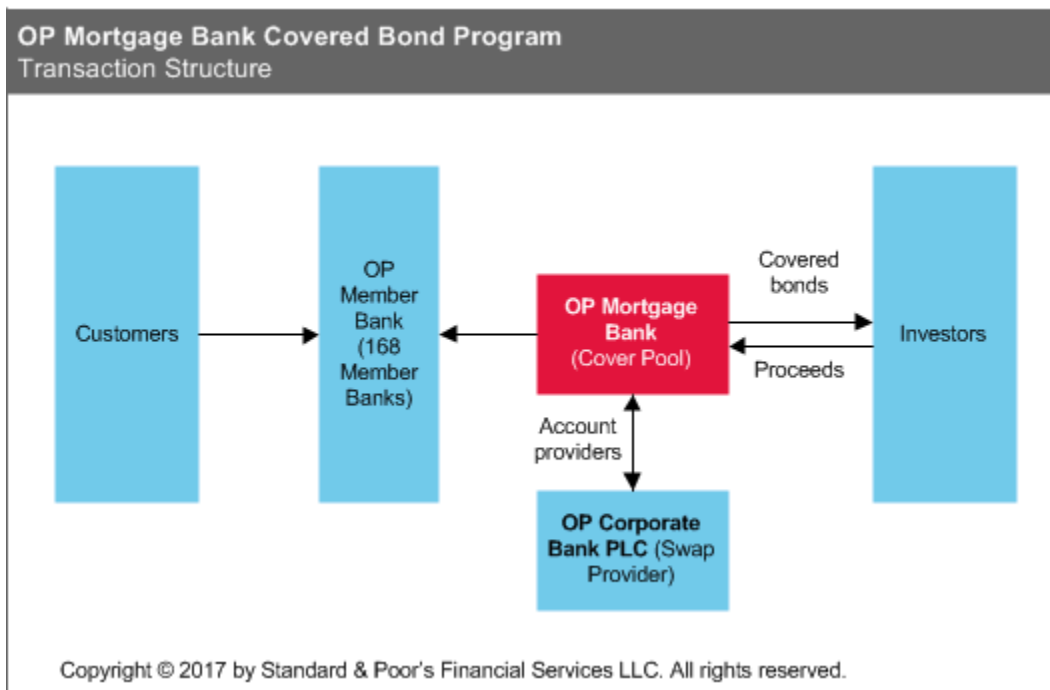 OP Mortgage Bank Covered Bond Program
Transaction Structure
Customers
OP
Member
Bank
(168
Member
Banks)
OP Mortgage
Bank
(Cover Pool)
Covered
bonds
Proceeds
Investors
Account
providers
OP Corporate
Bank PLC (Swap
Provider)
Copyright © 2017 by Standard & Poor's Financial Services LLC. All rights reserved.